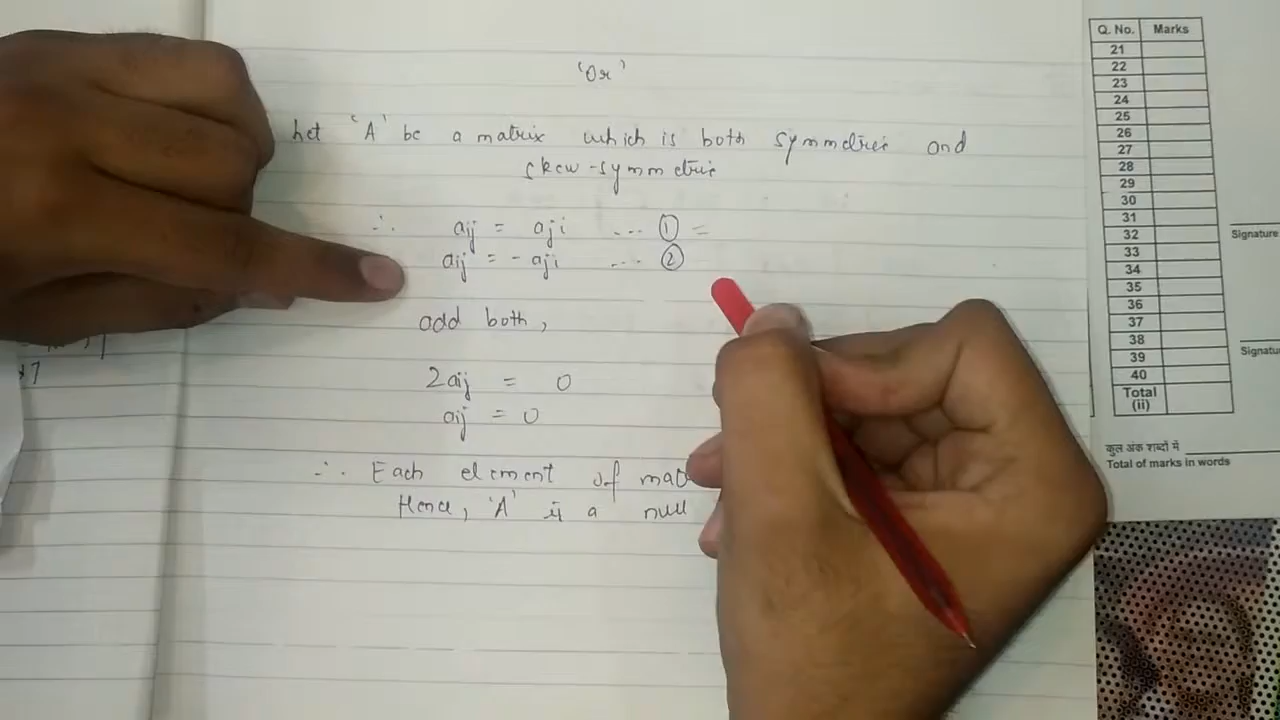 'Or'
Let 'A' be a matrix which is both symmetric and
skew-symmetric
∴ aij = aji ... ① =
aij = - aji ... ②
add both,
2aij = 0
aij = 0
∴ Each element of
Hence, 'A' is a null
7
Q. No. Marks
21
22
23
24
25
26
27
28
29
30
31
32
33
34
35
36
37
38
39
40
Total
(ii)
Signature
कुल अंक शब्दों में
Total of marks in words